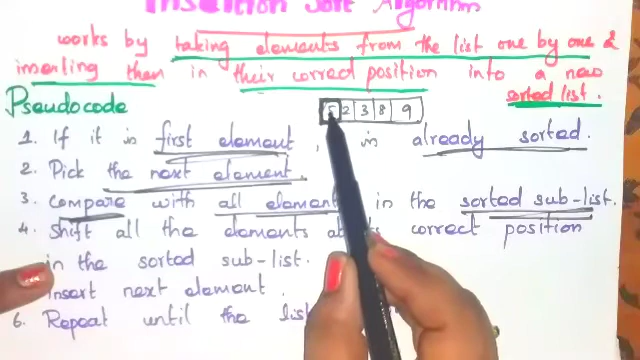 Insertion Sort Algorithm
works by taking elements from the list one by one &
inserting them in their correct position into a new
sorted list.
Pseudocode
5 2 3 8 9
1. If it is first element, is already sorted.
2. Pick the next element.
3. Compare with all element in the sorted sub-list.
4. Shift all the elements correct position
in the sorted sub-list.
Insert next element.
6. Repeat until the list